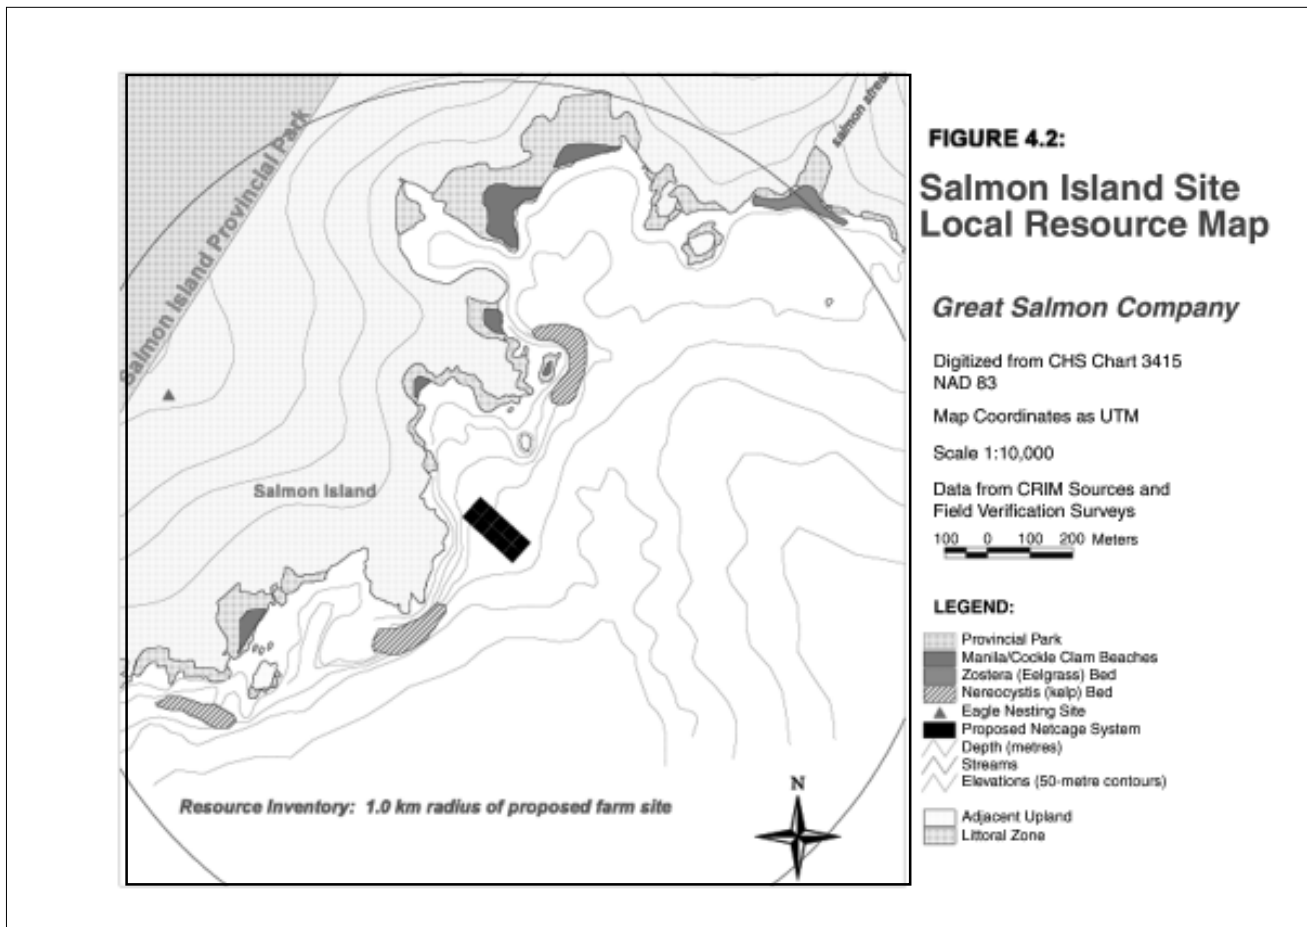 Salmon Island Provincial Park
salmon
Salmon Island
Resource Inventory: 1.0 km radius of proposed farm site
N
FIGURE 4.2:
Salmon Island Site
Local Resource Map
Great Salmon Company
Digitized from CHS Chart 3415
NAD 83
Map Coordinates as UTM
Scale 1:10,000
Data from CRIM Sources and
Field Verification Surveys
100 0 100 200 Meters
LEGEND:
Provincial Park
Manila/Cockle Clam Beaches
Zostera (Eelgrass) Bed
Nereocystis (kelp) Bed
Eagle Nesting Site
Proposed Netcage System
Depth (metres)
Streams
Elevations (50-metre contours)
Adjacent Upland
Littoral Zone